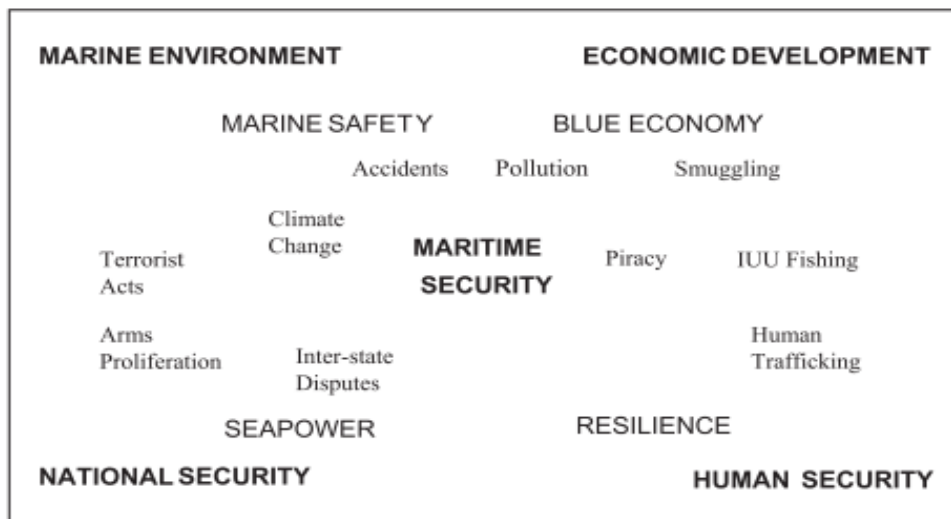 MARINE ENVIRONMENT
ECONOMIC DEVELOPMENT
MARINE SAFETY
BLUE ECONOMY
Accidents
Pollution
Smuggling
Climate
Change
MARITIME
SECURITY
Piracy
IUU Fishing
Terrorist
Acts
Arms
Proliferation
Inter-state
Disputes
Human
Trafficking
SEAPOWER
RESILIENCE
NATIONAL SECURITY
HUMAN SECURITY